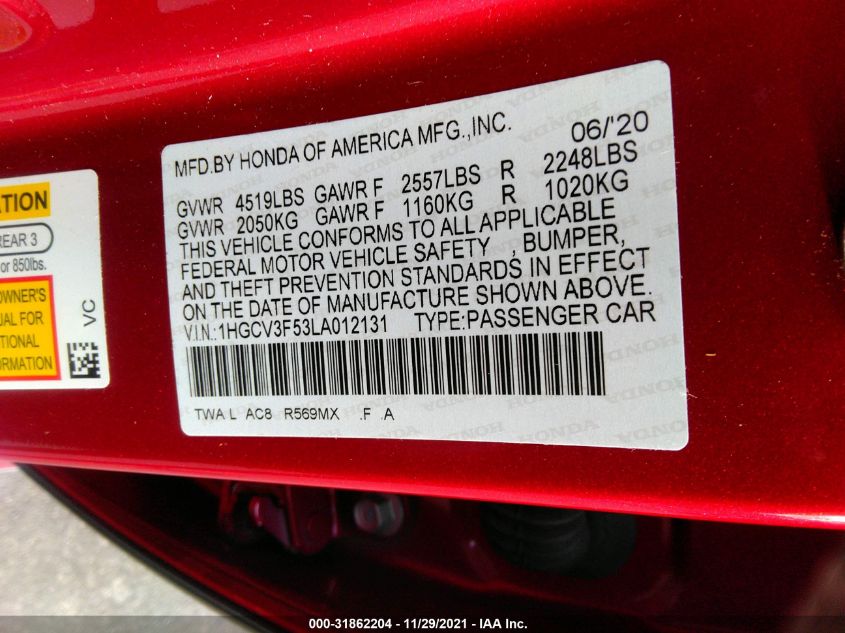 MFD.BY HONDA OF AMERICA MFG.,INC. 06/'20
GVWR 4519LBS GAWR F 2557LBS R 2248LBS
GVWR 2050KG GAWR F 1160KG R 1020KG
THIS VEHICLE CONFORMS TO ALL APPLICABLE
FEDERAL MOTOR VEHICLE SAFETY , BUMPER,
AND THEFT PREVENTION STANDARDS IN EFFECT
ON THE DATE OF MANUFACTURE SHOWN ABOVE.
V.I.N.:1HGCV3F53LA012131 TYPE:PASSENGER CAR
TWA L AC8 R569MX .F .A
ATION
REAR 3
or 850lbs.
OWNER'S
UAL FOR
TIONAL
ORMATION
VC
000-31862204 - 11/29/2021 - IAA Inc.